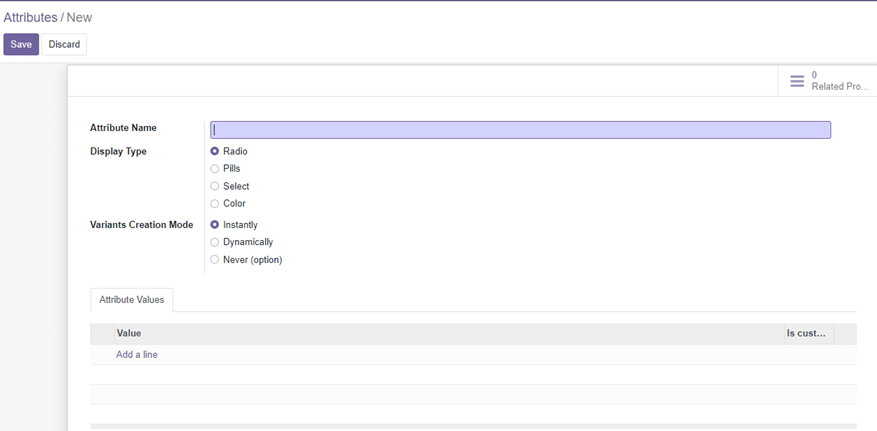 Attributes / New
Save Discard
0
Related Pro...
Attribute Name
Display Type Radio
Pills
Select
Color
Variants Creation Mode Instantly
Dynamically
Never (option)
Attribute Values
Value Is cust...
Add a line